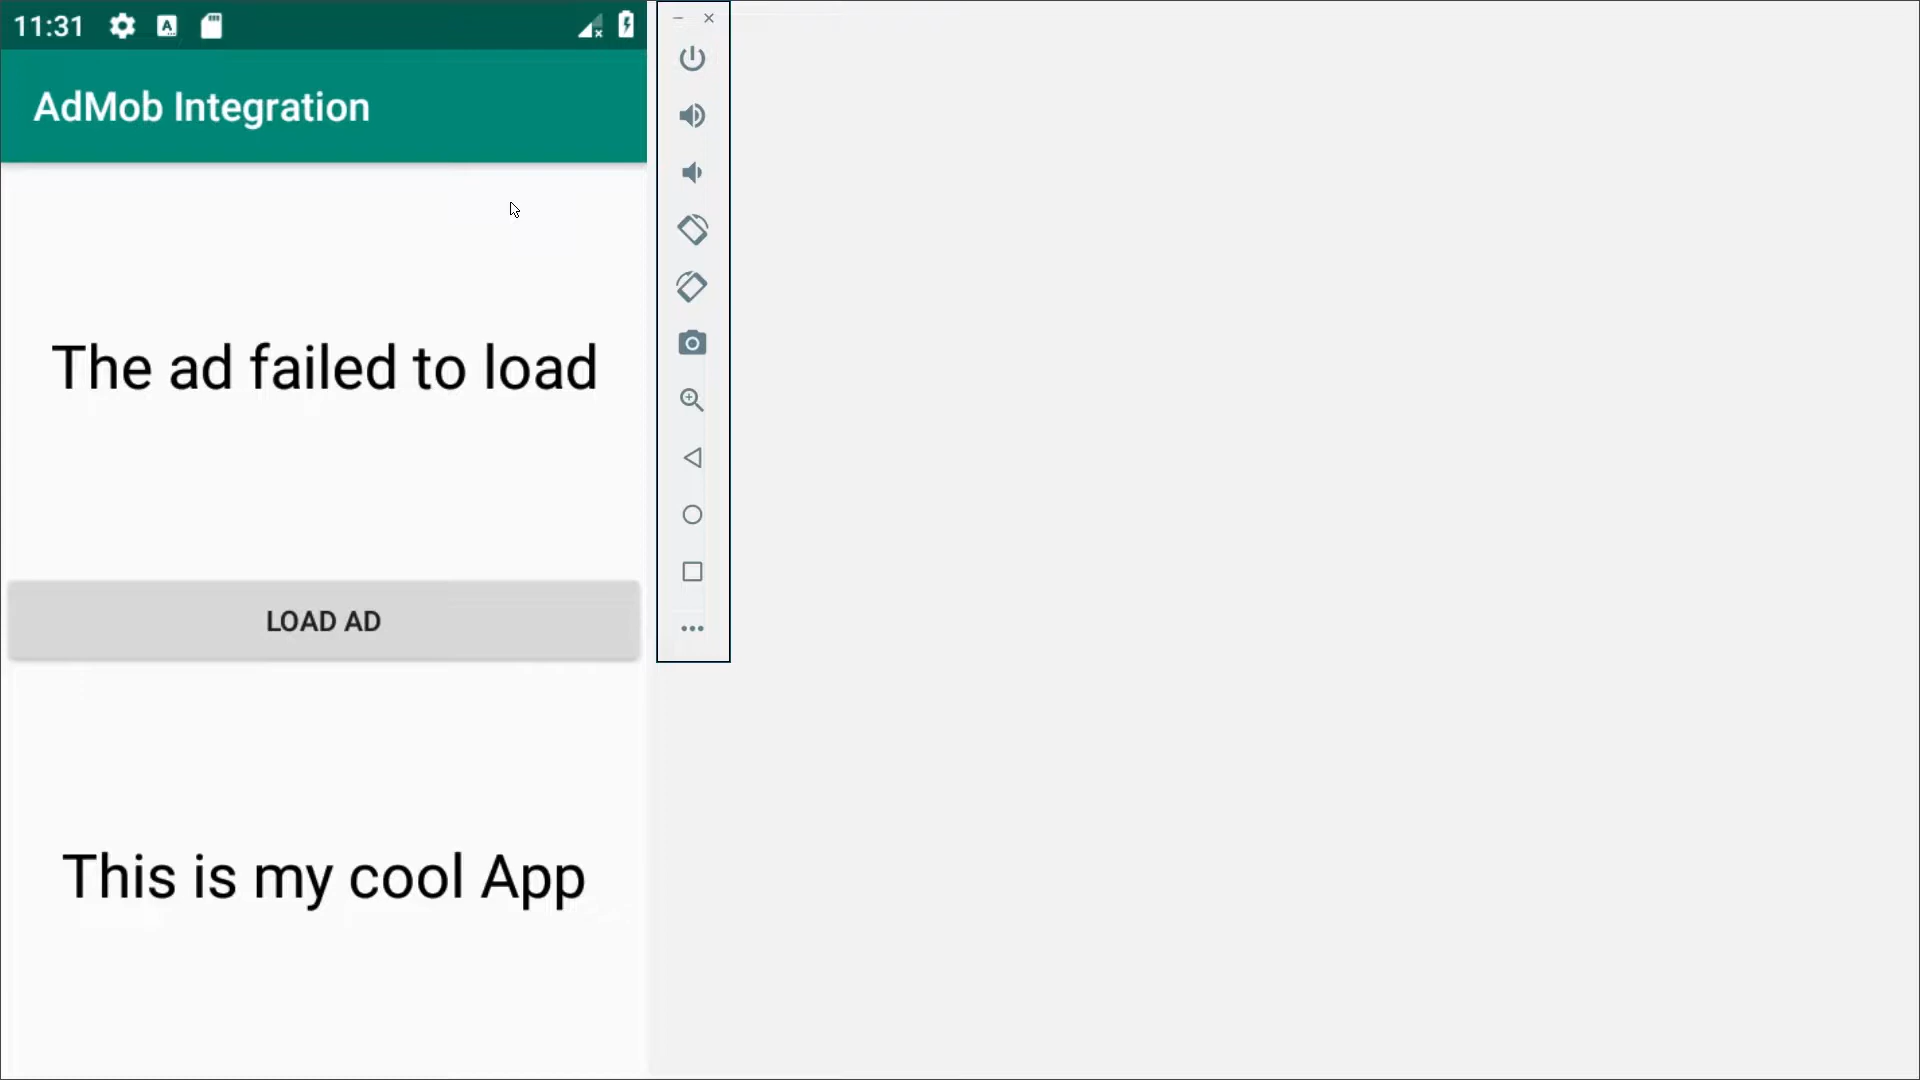 11:31
AdMob Integration
The ad failed to load
LOAD AD
This is my cool App